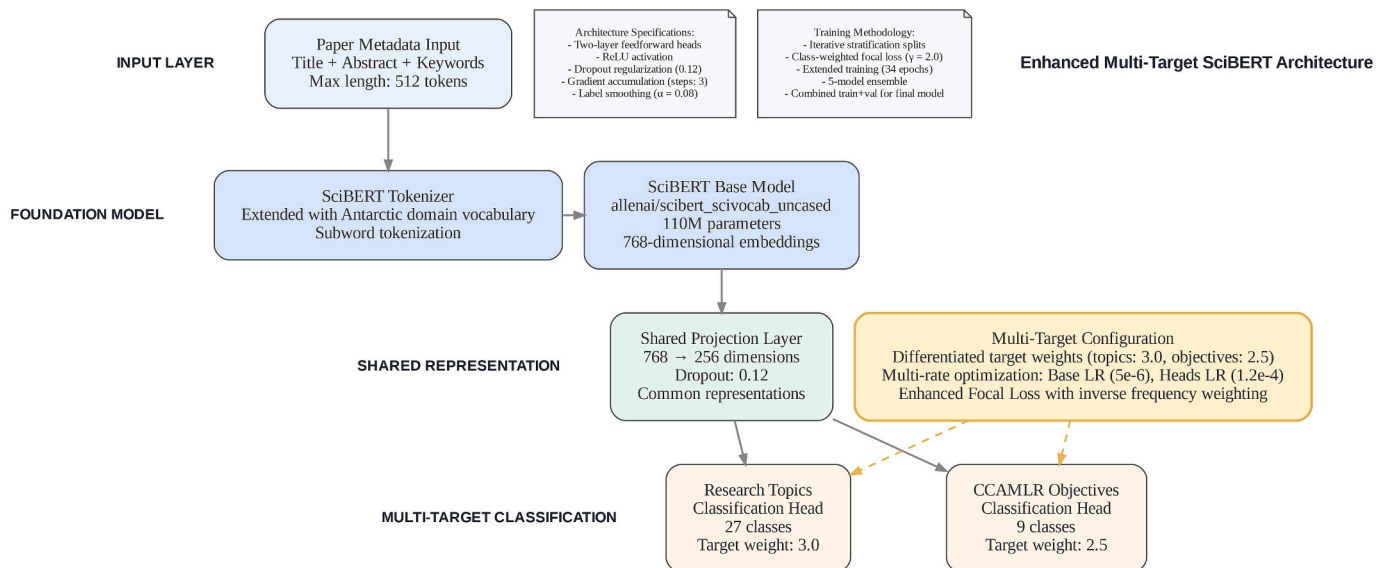 Enhanced Multi-Target SciBERT Architecture
INPUT LAYER
Paper Metadata Input
Title + Abstract + Keywords
Max length: 512 tokens
Architecture Specifications:
- Two-layer feedforward heads
- ReLU activation
- Dropout regularization (0.12)
- Gradient accumulation (steps: 3)
- Label smoothing (α = 0.08)
Training Methodology:
- Iterative stratification splits
- Class-weighted focal loss (γ = 2.0)
- Extended training (34 epochs)
- 5-model ensemble
- Combined train+val for final model
FOUNDATION MODEL
SciBERT Tokenizer
Extended with Antarctic domain vocabulary
Subword tokenization
SciBERT Base Model
allenai/scibert_scivocab_uncased
110M parameters
768-dimensional embeddings
SHARED REPRESENTATION
Shared Projection Layer
768 → 256 dimensions
Dropout: 0.12
Common representations
Multi-Target Configuration
Differentiated target weights (topics: 3.0, objectives: 2.5)
Multi-rate optimization: Base LR (5e-6), Heads LR (1.2e-4)
Enhanced Focal Loss with inverse frequency weighting
MULTI-TARGET CLASSIFICATION
Research Topics
Classification Head
27 classes
Target weight: 3.0
CCAMLR Objectives
Classification Head
9 classes
Target weight: 2.5